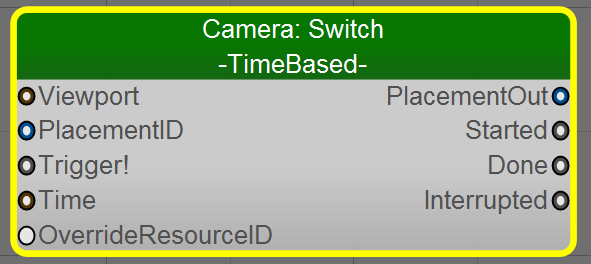 Camera: Switch
-TimeBased-
Viewport PlacementOut
PlacementID Started
Trigger! Done
Time Interrupted
OverrideResourceID